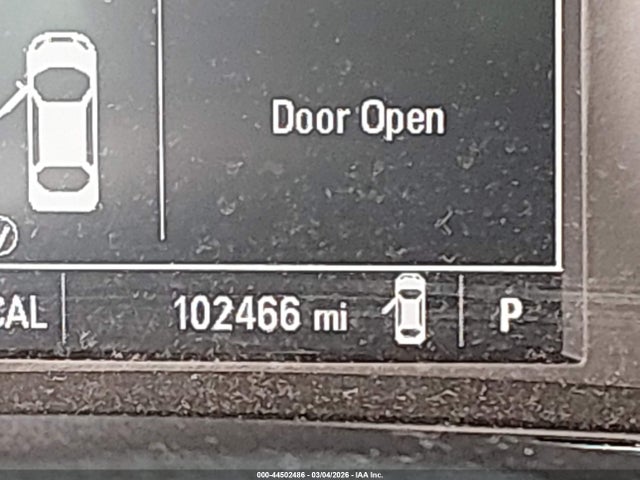 Door Open
CAL 102466 mi P
000-44502486 - 03/04/2026 - IAA Inc.